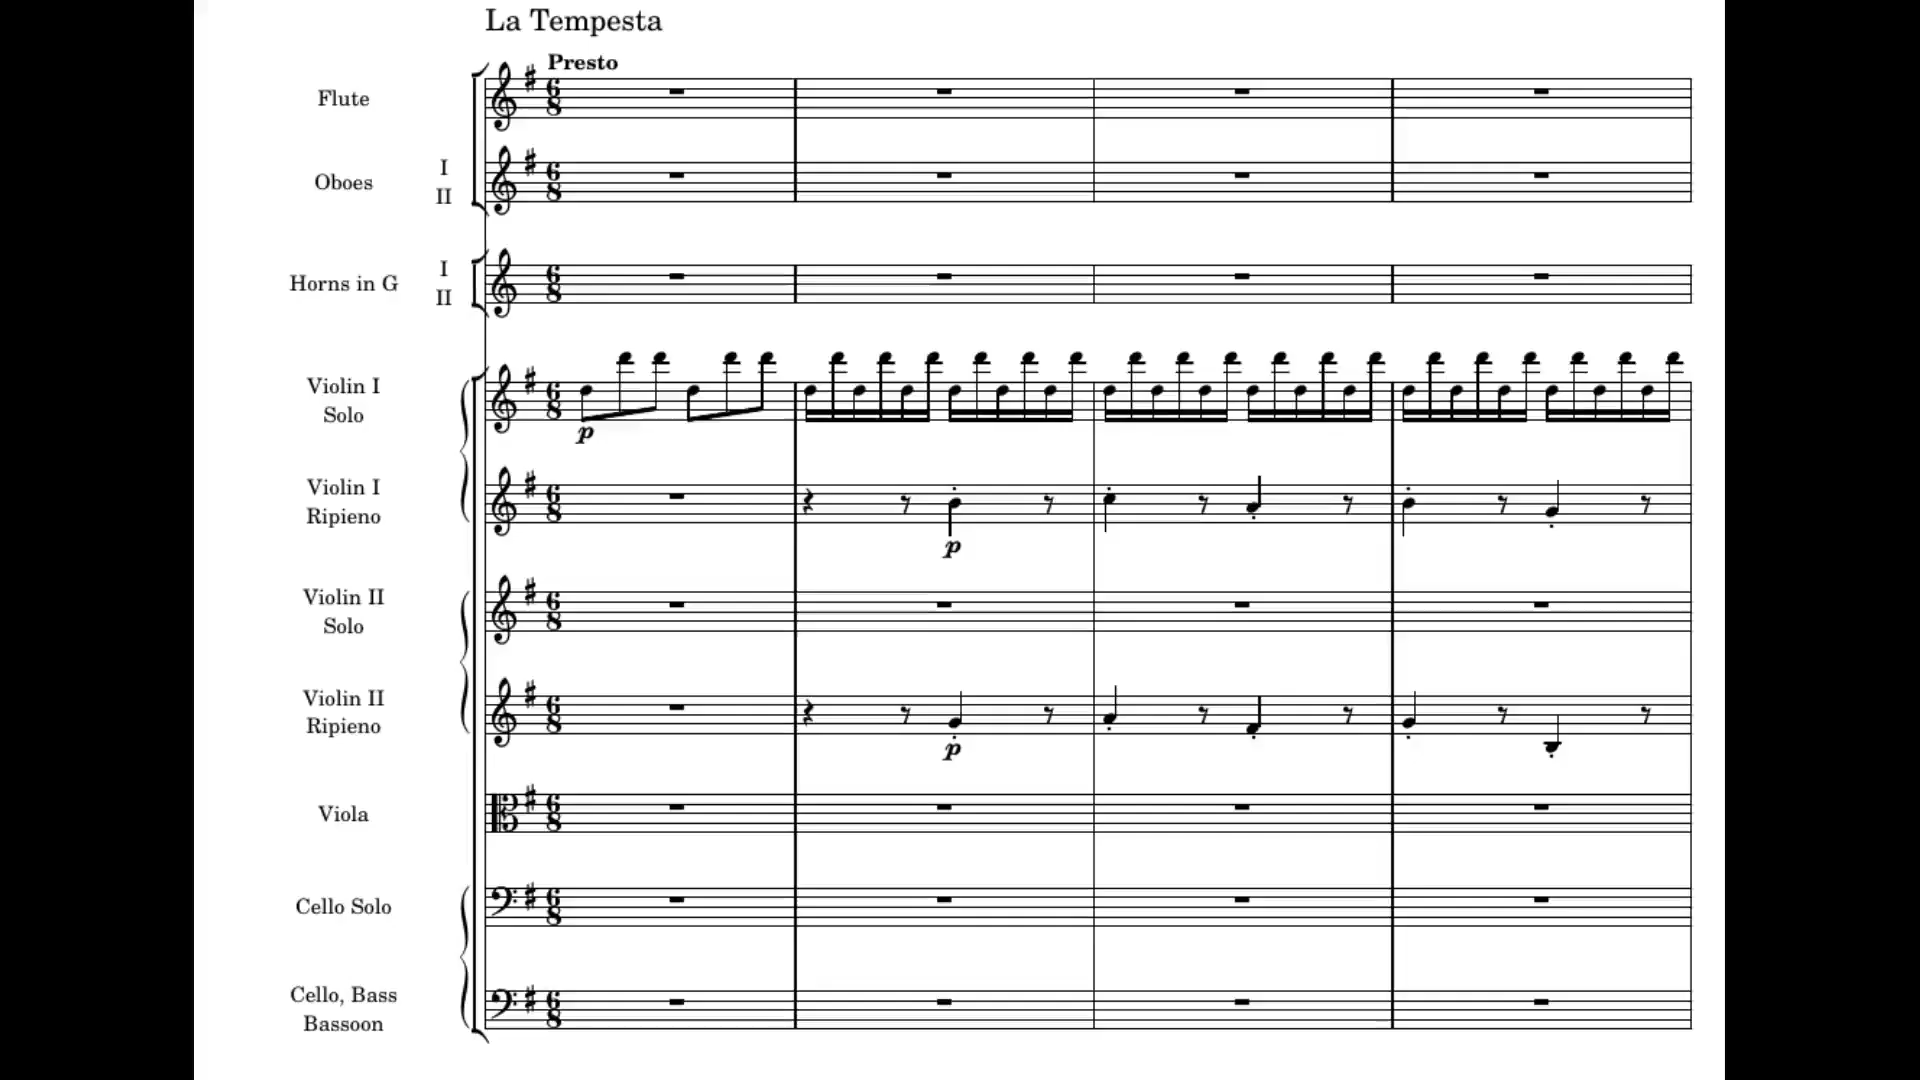 La Tempesta
Presto
Flute
Oboes
I
II
Horns in G
I
II
Violin I
Solo
p
Violin I
Ripieno
p
Violin II
Solo
Violin II
Ripieno
p
Viola
Cello Solo
Cello, Bass
Bassoon